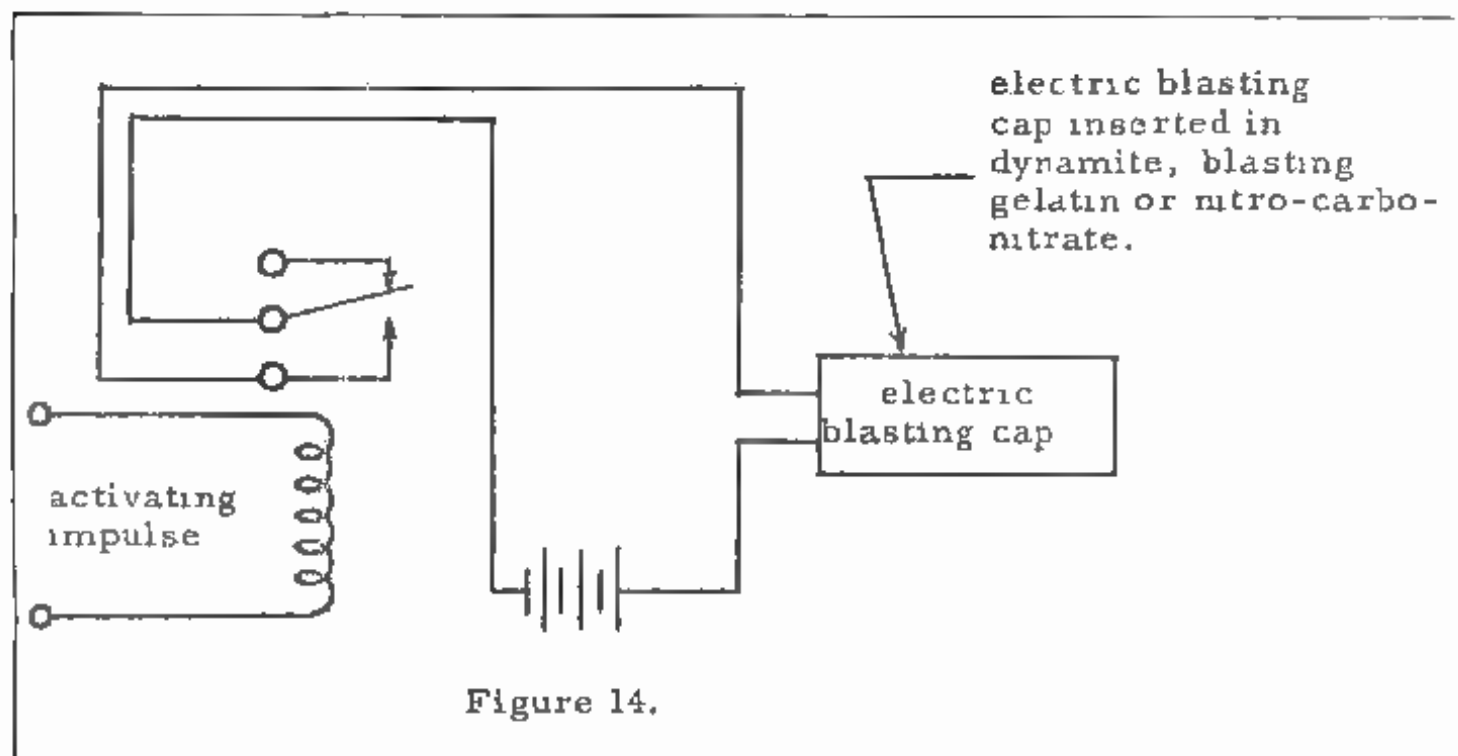 electric blasting
cap inserted in
dynamite, blasting
gelatin or nitro-carbo-
nitrate.
electric
blasting cap
activating
impulse
Figure 14.